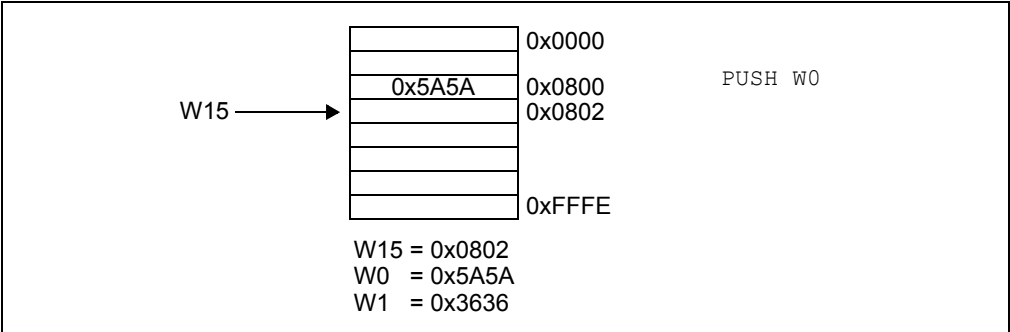 0x0000
0x5A5A 0x0800 PUSH W0
W15 0x0802
0xFFFE
W15 = 0x0802
W0 = 0x5A5A
W1 = 0x3636